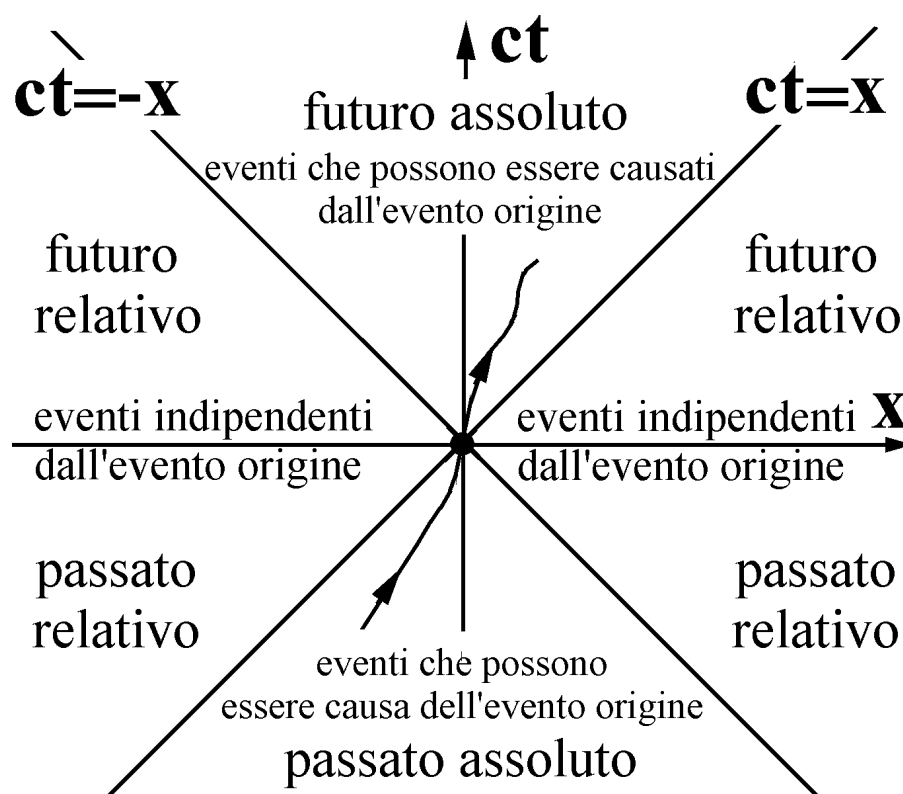 ct
ct=-x
ct=x
futuro assoluto
eventi che possono essere causati
dall'evento origine
futuro
relativo
futuro
relativo
eventi indipendenti
dall'evento origine
eventi indipendenti
dall'evento origine
x
passato
relativo
passato
relativo
eventi che possono
essere causa dell'evento origine
passato assoluto